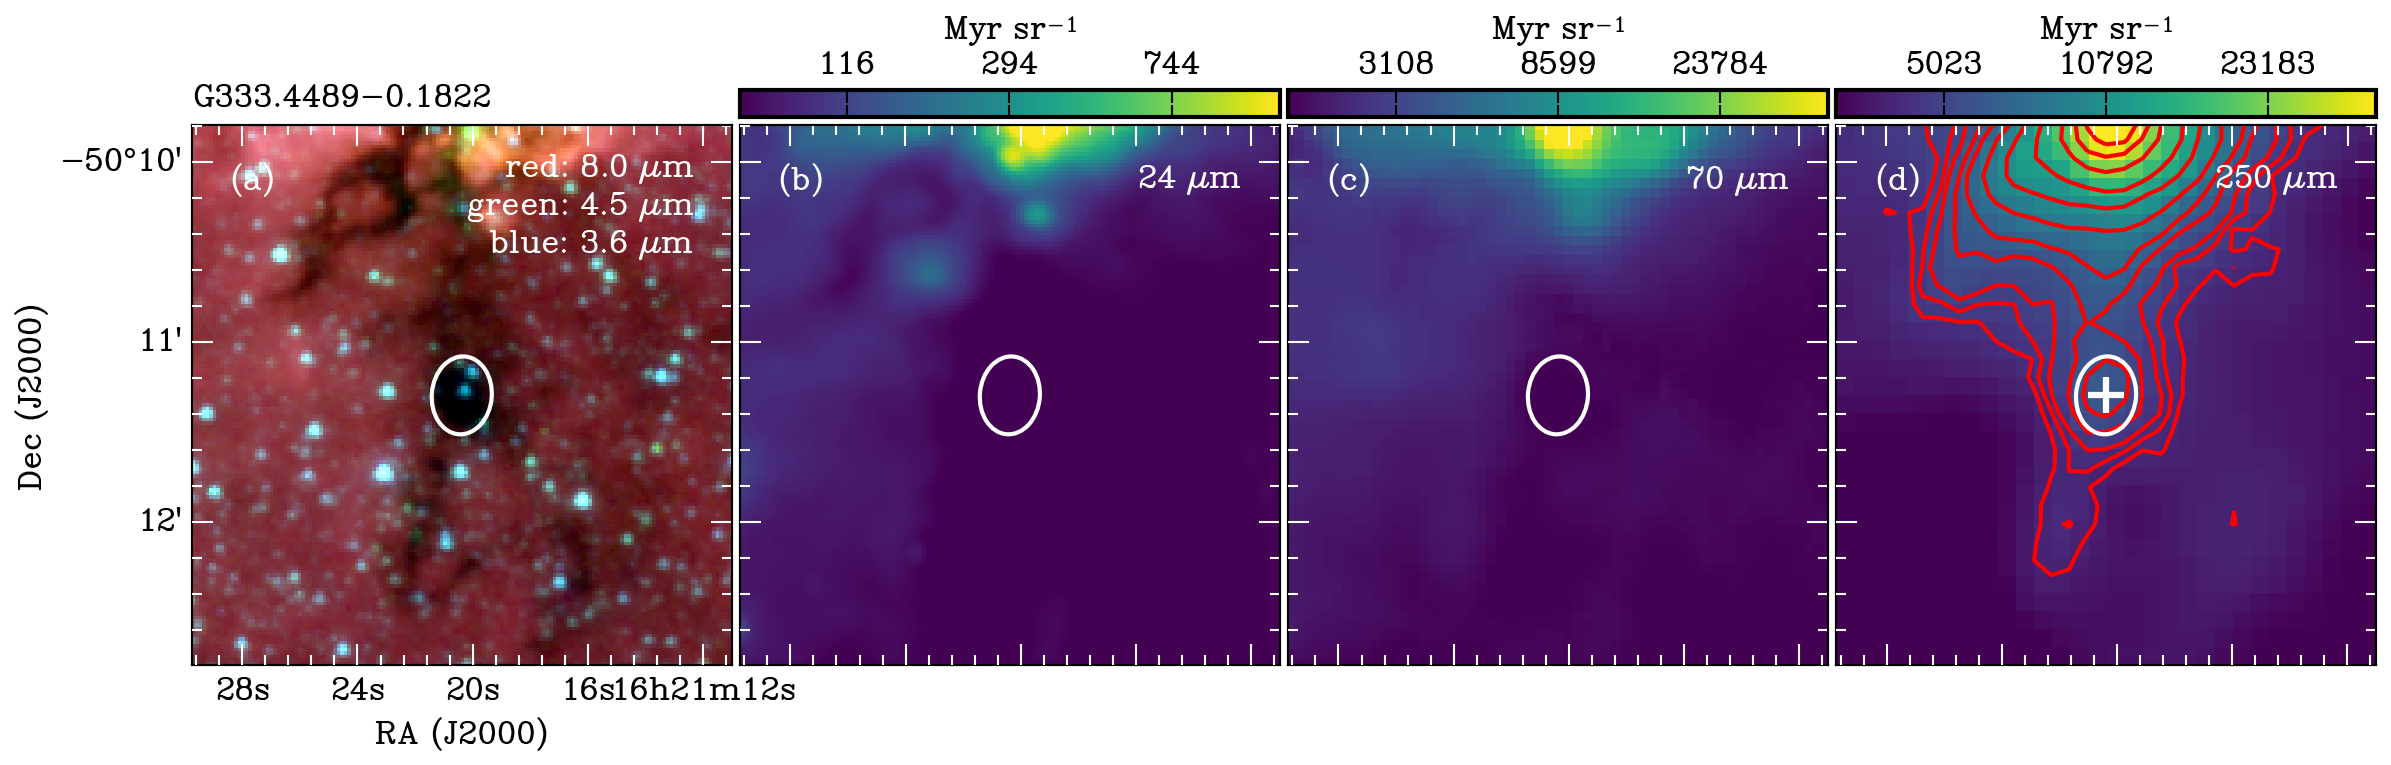 Myr sr⁻¹
116 294 744
Myr sr⁻¹
3108 8599 23784
Myr sr⁻¹
5023 10792 23183
G333.4489−0.1822
(a)
red: 8.0 μm
green: 4.5 μm
blue: 3.6 μm
(b)
24 μm
(c)
70 μm
(d)
250 μm
−50°10'
11'
12'
Dec (J2000)
28s 24s 20s 16s 16h21m12s
RA (J2000)